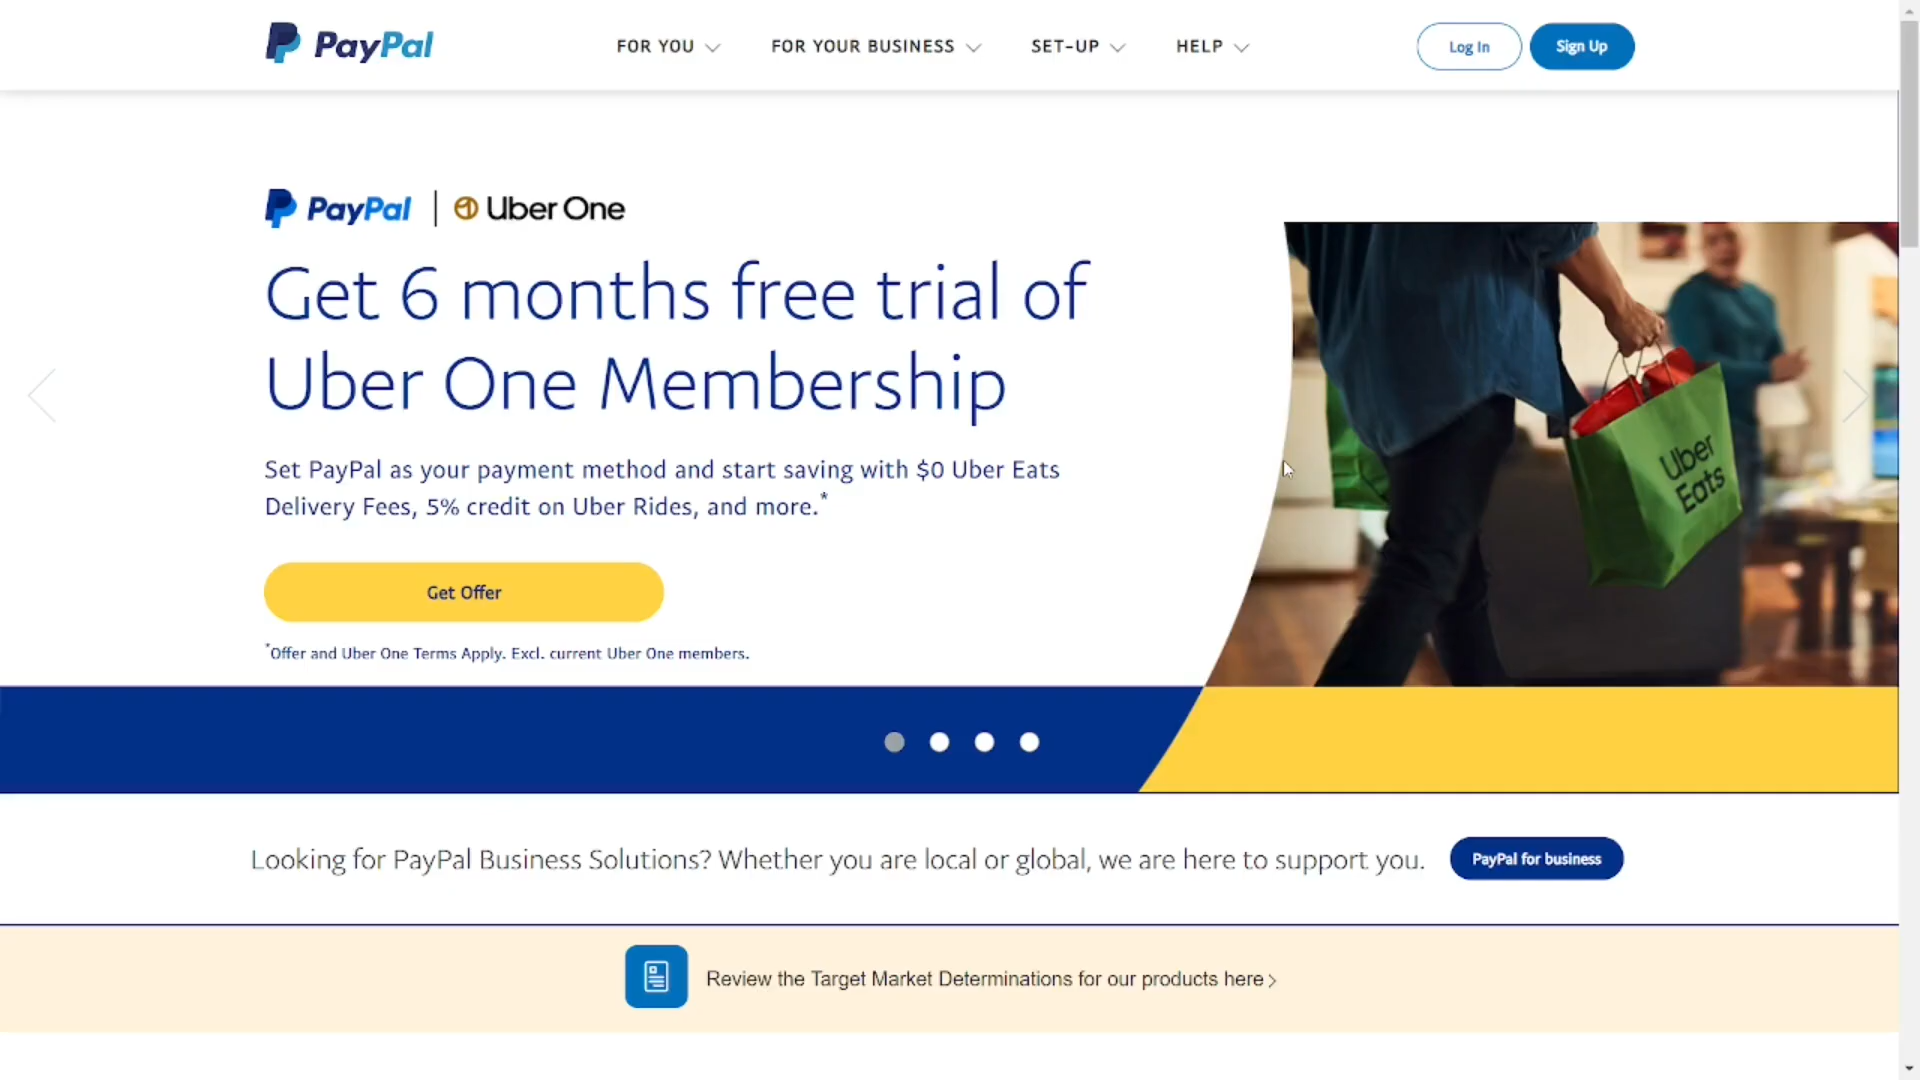 PayPal
FOR YOU
FOR YOUR BUSINESS
SET-UP
HELP
Log In
Sign Up
PayPal | Uber One
Get 6 months free trial of
Uber One Membership
Set PayPal as your payment method and start saving with $0 Uber Eats
Delivery Fees, 5% credit on Uber Rides, and more.*
Get Offer
*Offer and Uber One Terms Apply. Excl. current Uber One members.
Uber
Eats
Looking for PayPal Business Solutions? Whether you are local or global, we are here to support you.
PayPal for business
Review the Target Market Determinations for our products here